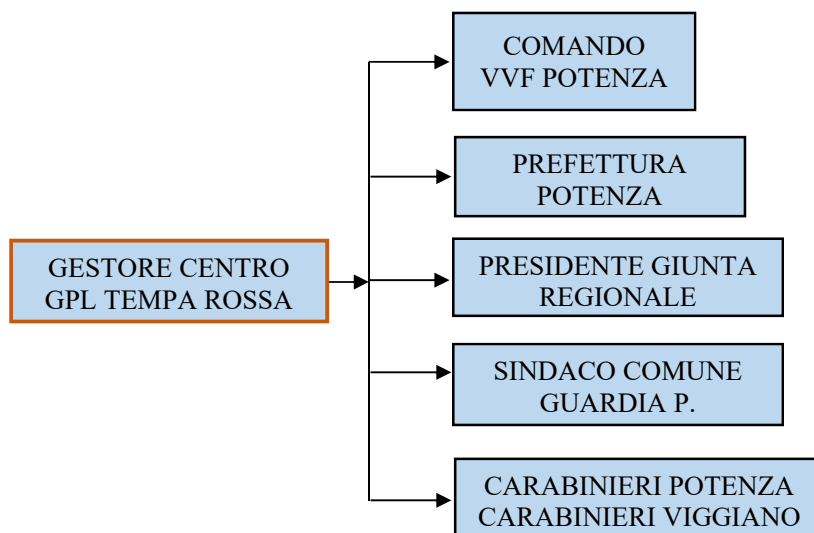 COMANDO
VVF POTENZA
PREFETTURA
POTENZA
GESTORE CENTRO
GPL TEMPA ROSSA
PRESIDENTE GIUNTA
REGIONALE
SINDACO COMUNE
GUARDIA P.
CARABINIERI POTENZA
CARABINIERI VIGGIANO